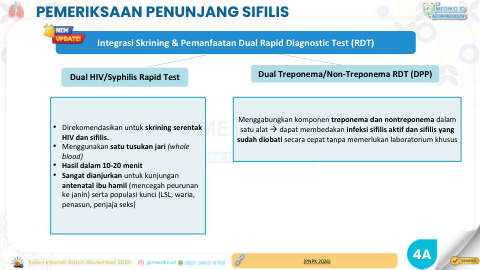 PEMERIKSAAN PENUNJANG SIFILIS
NEW
UPDATE!
Integrasi Skrining & Pemanfaatan Dual Rapid Diagnostic Test (RDT)
Dual HIV/Syphilis Rapid Test
• Direkomendasikan untuk skrining serentak
HIV dan sifilis.
• Menggunakan satu tusukan jari (whole
blood)
• Hasil dalam 10-20 menit
• Sangat dianjurkan untuk kunjungan
antenatal ibu hamil (mencegah peurunan
ke janin) serta populasi kunci (LSL, waria,
penasun, penjaja seks)
Dual Treponema/Non-Treponema RDT (DPP)
Menggabungkan komponen treponema dan nontreponema dalam
satu alat → dapat membedakan infeksi sifilis aktif dan sifilis yang
sudah diobati secara cepat tanpa memerlukan laboratorium khusus
(PNPK 2026)
4A